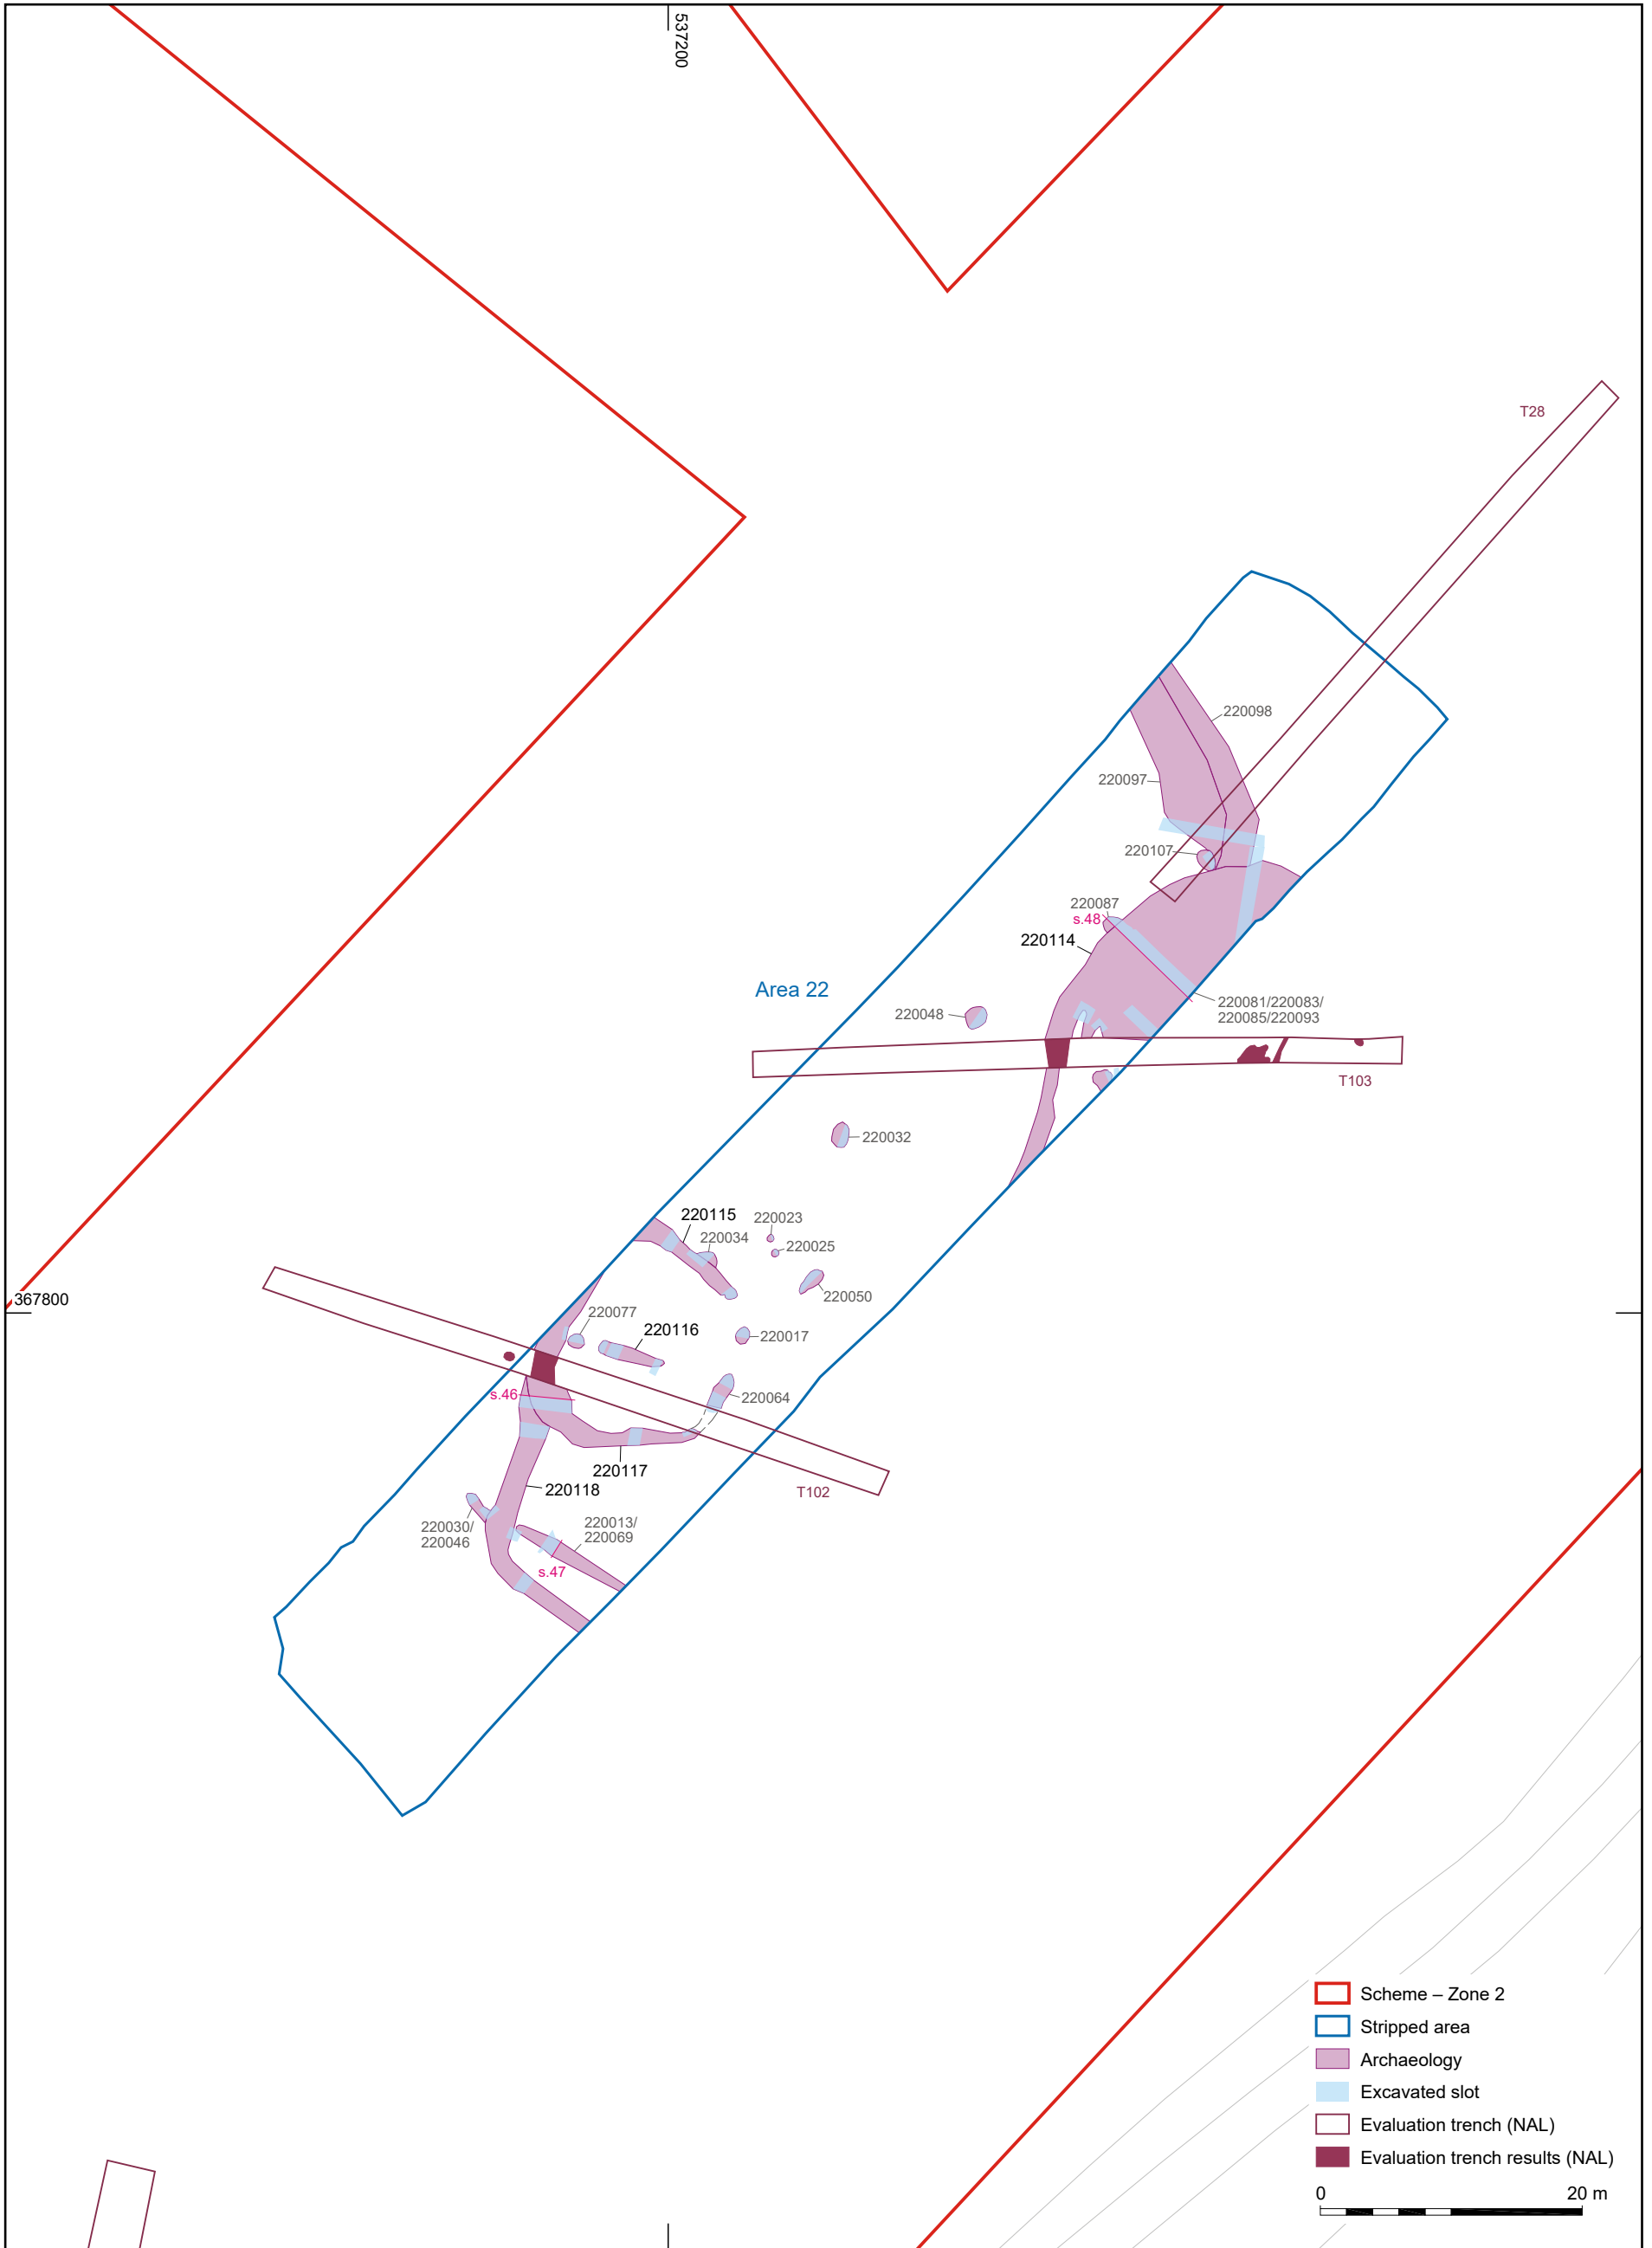 537200
T28
220098
220097
220107
220087
s.48
220114
Area 22
220081/220083/
220085/220093
220048
T103
220032
220115
220023
220034
220025
220050
367800
220077
220116
220017
s.46
220064
220117
220118
T102
220030/
220046
220013/
220069
s.47
Scheme – Zone 2
Stripped area
Archaeology
Excavated slot
Evaluation trench (NAL)
Evaluation trench results (NAL)
0 20 m